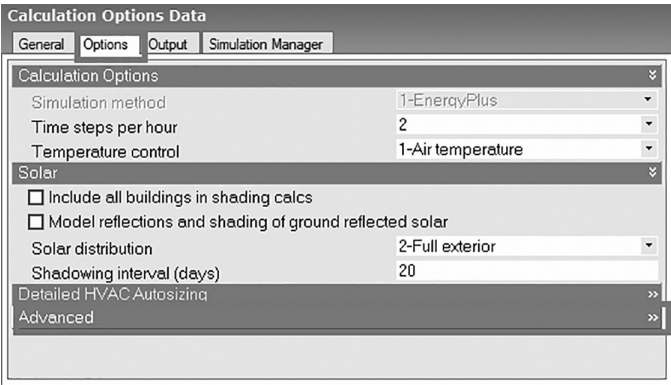 Calculation Options Data
General Options Output Simulation Manager
Calculation Options
Simulation method 1-EnergyPlus
Time steps per hour 2
Temperature control 1-Air temperature
Solar
Include all buildings in shading calcs
Model reflections and shading of ground reflected solar
Solar distribution 2-Full exterior
Shadowing interval (days) 20
Detailed HVAC Autosizing
Advanced